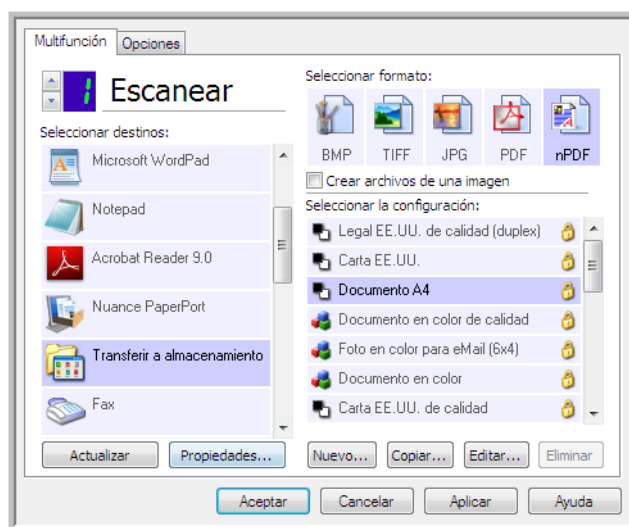 Multifunción
Opciones
1
Escanear
Seleccionar destinos:
Microsoft WordPad
Notepad
Acrobat Reader 9.0
Nuance PaperPort
Transferir a almacenamiento
Fax
Actualizar
Propiedades...
Seleccionar formato:
BMP
TIFF
JPG
PDF
nPDF
Crear archivos de una imagen
Seleccionar la configuración:
Legal EE.UU. de calidad (duplex)
Carta EE.UU.
Documento A4
Documento en color de calidad
Foto en color para eMail (6x4)
Documento en color
Carta EE.UU. de calidad
Nuevo...
Copiar...
Editar...
Eliminar
Aceptar
Cancelar
Aplicar
Ayuda